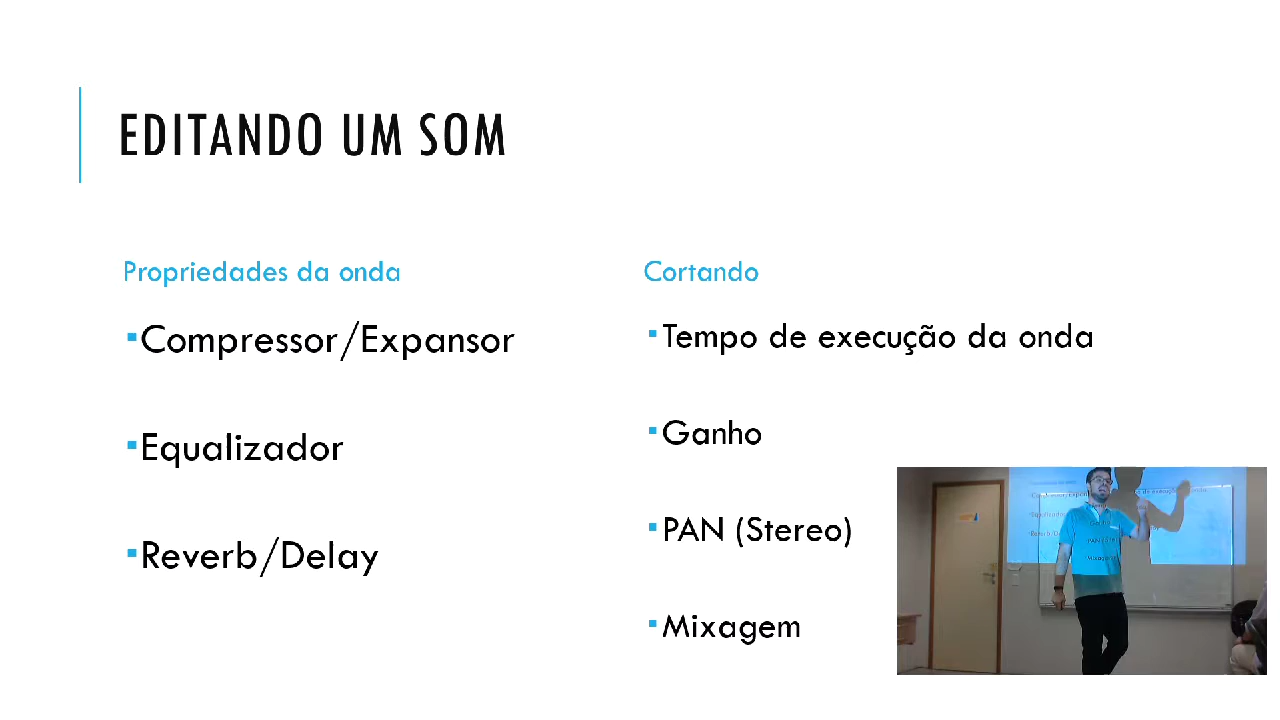 EDITANDO UM SOM
Propriedades da onda
▪Compressor/Expansor
▪Equalizador
▪Reverb/Delay
Cortando
▪Tempo de execução da onda
▪Ganho
▪PAN (Stereo)
▪Mixagem